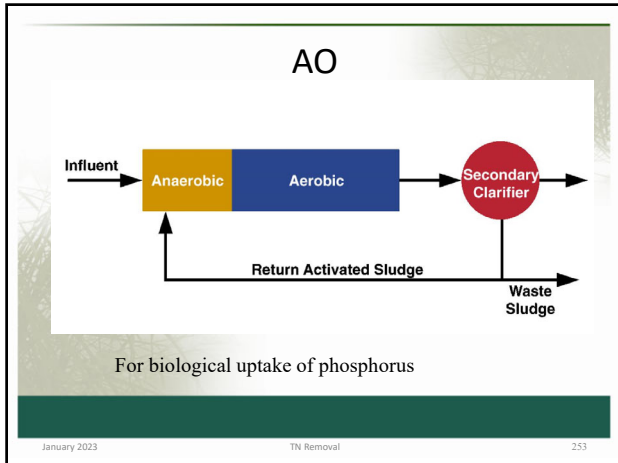 AO
Influent
Anaerobic
Aerobic
Secondary
Clarifier
Return Activated Sludge
Waste
Sludge
For biological uptake of phosphorus
January 2023
TN Removal
253